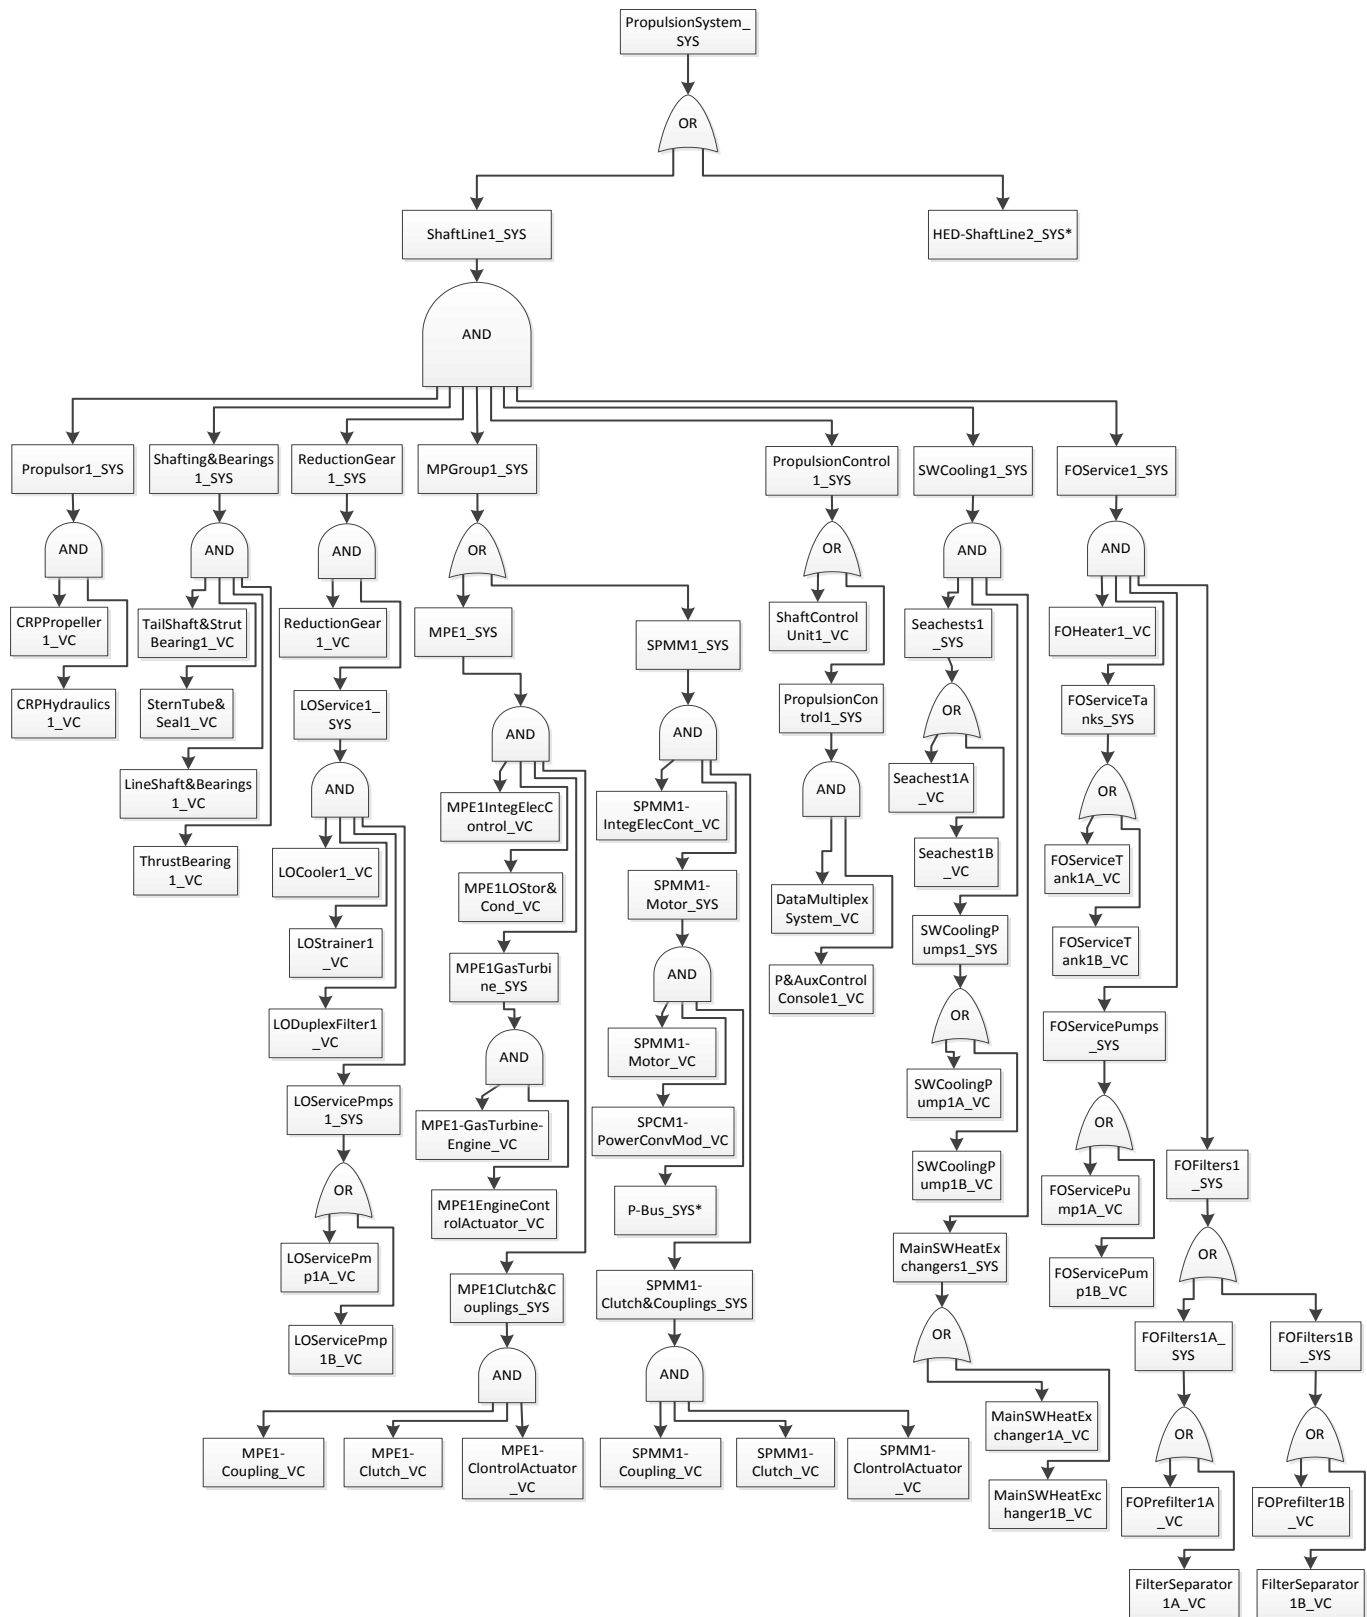 PropulsionSystem_
SYS
OR
ShaftLine1_SYS
HED-ShaftLine2_SYS*
AND
Propulsor1_SYS
Shafting&Bearings
1_SYS
ReductionGear
1_SYS
MPGroup1_SYS
PropulsionControl
1_SYS
SWCooling1_SYS
FOService1_SYS
AND
AND
AND
OR
OR
AND
AND
CRPPropeller
1_VC
TailShaft&Strut
Bearing1_VC
ReductionGear
1_VC
MPE1_SYS
SPMM1_SYS
ShaftControl
Unit1_VC
Seachests1
_SYS
FOHeater1_VC
CRPHydraulics
1_VC
SternTube&
Seal1_VC
LOService1_
SYS
PropulsionCon
trol1_SYS
FOServiceTa
nks_SYS
AND
AND
OR
LineShaft&Bearings
1_VC
AND
MPE1IntegElecC
ontrol_VC
SPMM1-
IntegElecCont_VC
AND
Seachest1A
_VC
OR
ThrustBearing
1_VC
LOCooler1_VC
MPE1LOStor&
Cond_VC
SPMM1-
Motor_SYS
DataMultiplex
System_VC
Seachest1B
_VC
FOServiceT
ank1A_VC
LOStrainer1
_VC
MPE1GasTurbi
ne_SYS
AND
P&AuxControl
Console1_VC
SWCoolingP
umps1_SYS
FOServiceT
ank1B_VC
LODuplexFilter1
_VC
AND
SPMM1-
Motor_VC
OR
FOServicePumps
_SYS
LOServicePmps
1_SYS
MPE1-GasTurbine-
Engine_VC
SPCM1-
PowerConvMod_VC
SWCoolingP
ump1A_VC
OR
OR
MPE1EngineCont
rolActuator_VC
P-Bus_SYS*
SWCoolingP
ump1B_VC
FOServicePu
mp1A_VC
FOFilters1
_SYS
LOServicePm
p1A_VC
MPE1Clutch&C
ouplings_SYS
SPMM1-
Clutch&Couplings_SYS
MainSWHeatEx
changers1_SYS
FOServicePum
p1B_VC
OR
LOServicePmp
1B_VC
AND
AND
OR
FOFilters1A_
SYS
FOFilters1B
_SYS
MPE1-
Coupling_VC
MPE1-
Clutch_VC
MPE1-
ClontrolActuator
_VC
SPMM1-
Coupling_VC
SPMM1-
Clutch_VC
SPMM1-
ClontrolActuator
_VC
MainSWHeatEx
changer1A_VC
OR
OR
MainSWHeatExc
hanger1B_VC
FOPrefilter1A
_VC
FOPrefilter1B
_VC
FilterSeparator
1A_VC
FilterSeparator
1B_VC